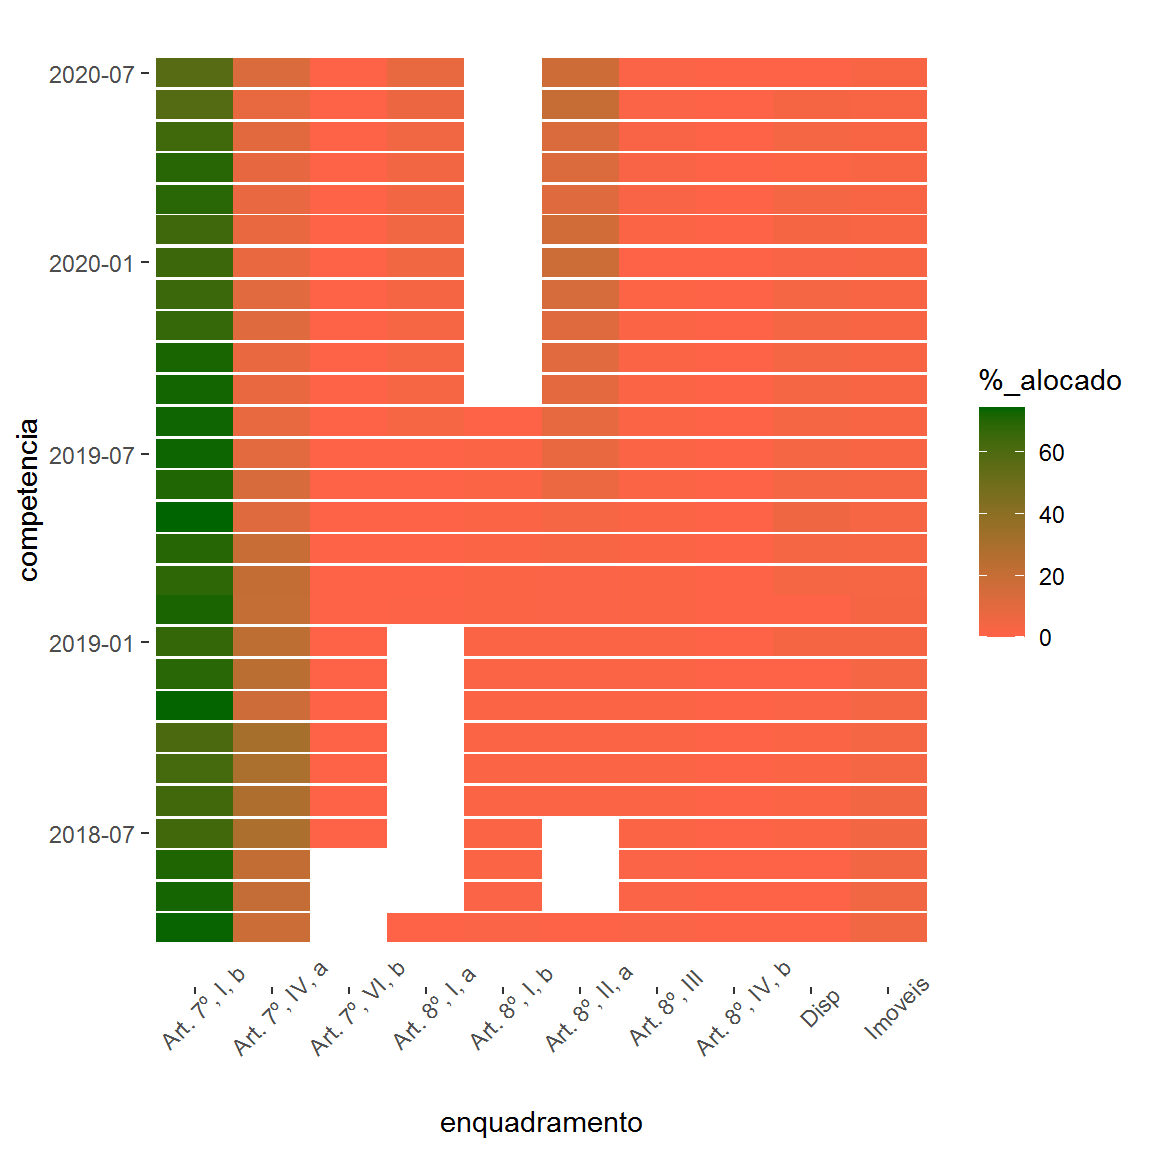 2020-07
2020-01
2019-07
2019-01
2018-07
competencia
Art. 7º, I, b
Art. 7º, IV, a
Art. 7º, VI, b
Art. 8º, I, a
Art. 8º, I, b
Art. 8º, II, a
Art. 8º, III
Art. 8º, IV, b
Disp
Imoveis
enquadramento
%_alocado
60
40
20
0